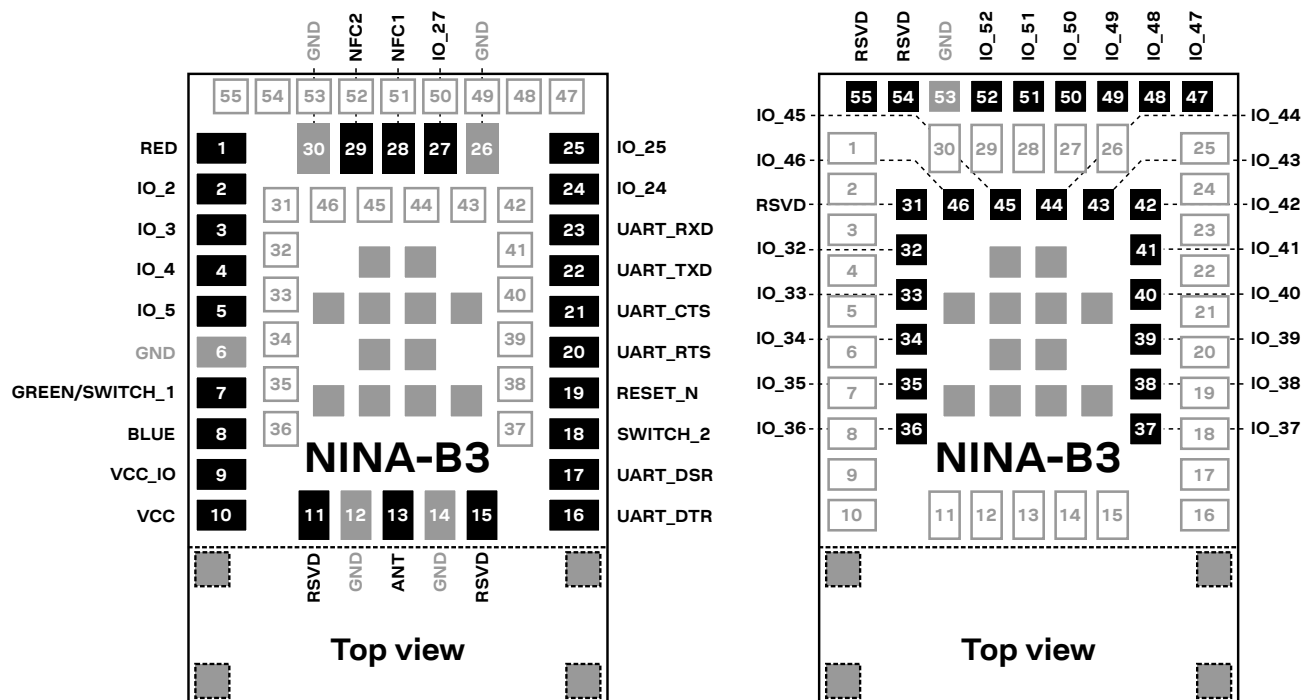 GND NFC2 NFC1 IO_27 GND
55 54 53 52 51 50 49 48 47
30 29 28 27 26
RED 1 25 IO_25
IO_2 2 24 IO_24
31 46 45 44 43 42
IO_3 3 23 UART_RXD
32 41
IO_4 4 22 UART_TXD
33 40
IO_5 5 21 UART_CTS
34 39
GND 6 20 UART_RTS
35 38
GREEN/SWITCH_1 7 19 RESET_N
36 37
BLUE 8 18 SWITCH_2
NINA-B3
VCC_IO 9 17 UART_DSR
VCC 10 11 12 13 14 15 16 UART_DTR
RSVD GND ANT GND RSVD
Top view
RSVD RSVD GND IO_52 IO_51 IO_50 IO_49 IO_48 IO_47
55 54 53 52 51 50 49 48 47
IO_45 IO_44
1 30 29 28 27 26 25
IO_46 IO_43
2 24
RSVD 31 46 45 44 43 42 IO_42
3 23
IO_32 32 41 IO_41
4 22
IO_33 33 40 IO_40
5 21
IO_34 34 39 IO_39
6 20
IO_35 35 38 IO_38
7 19
IO_36 36 37 IO_37
8 18
NINA-B3
9 17
10 11 12 13 14 15 16
Top view